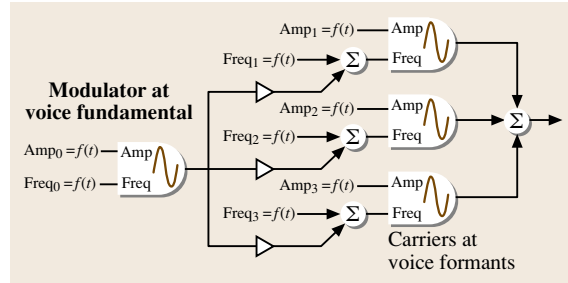 Amp₁ = f(t)
Amp
Freq₁ = f(t)
Σ
Freq
Modulator at
voice fundamental
Amp₂ = f(t)
Amp
Freq₂ = f(t)
Σ
Freq
Σ
Amp₀ = f(t)
Amp
Freq₀ = f(t)
Freq
Amp₃ = f(t)
Amp
Freq₃ = f(t)
Σ
Freq
Carriers at
voice formants